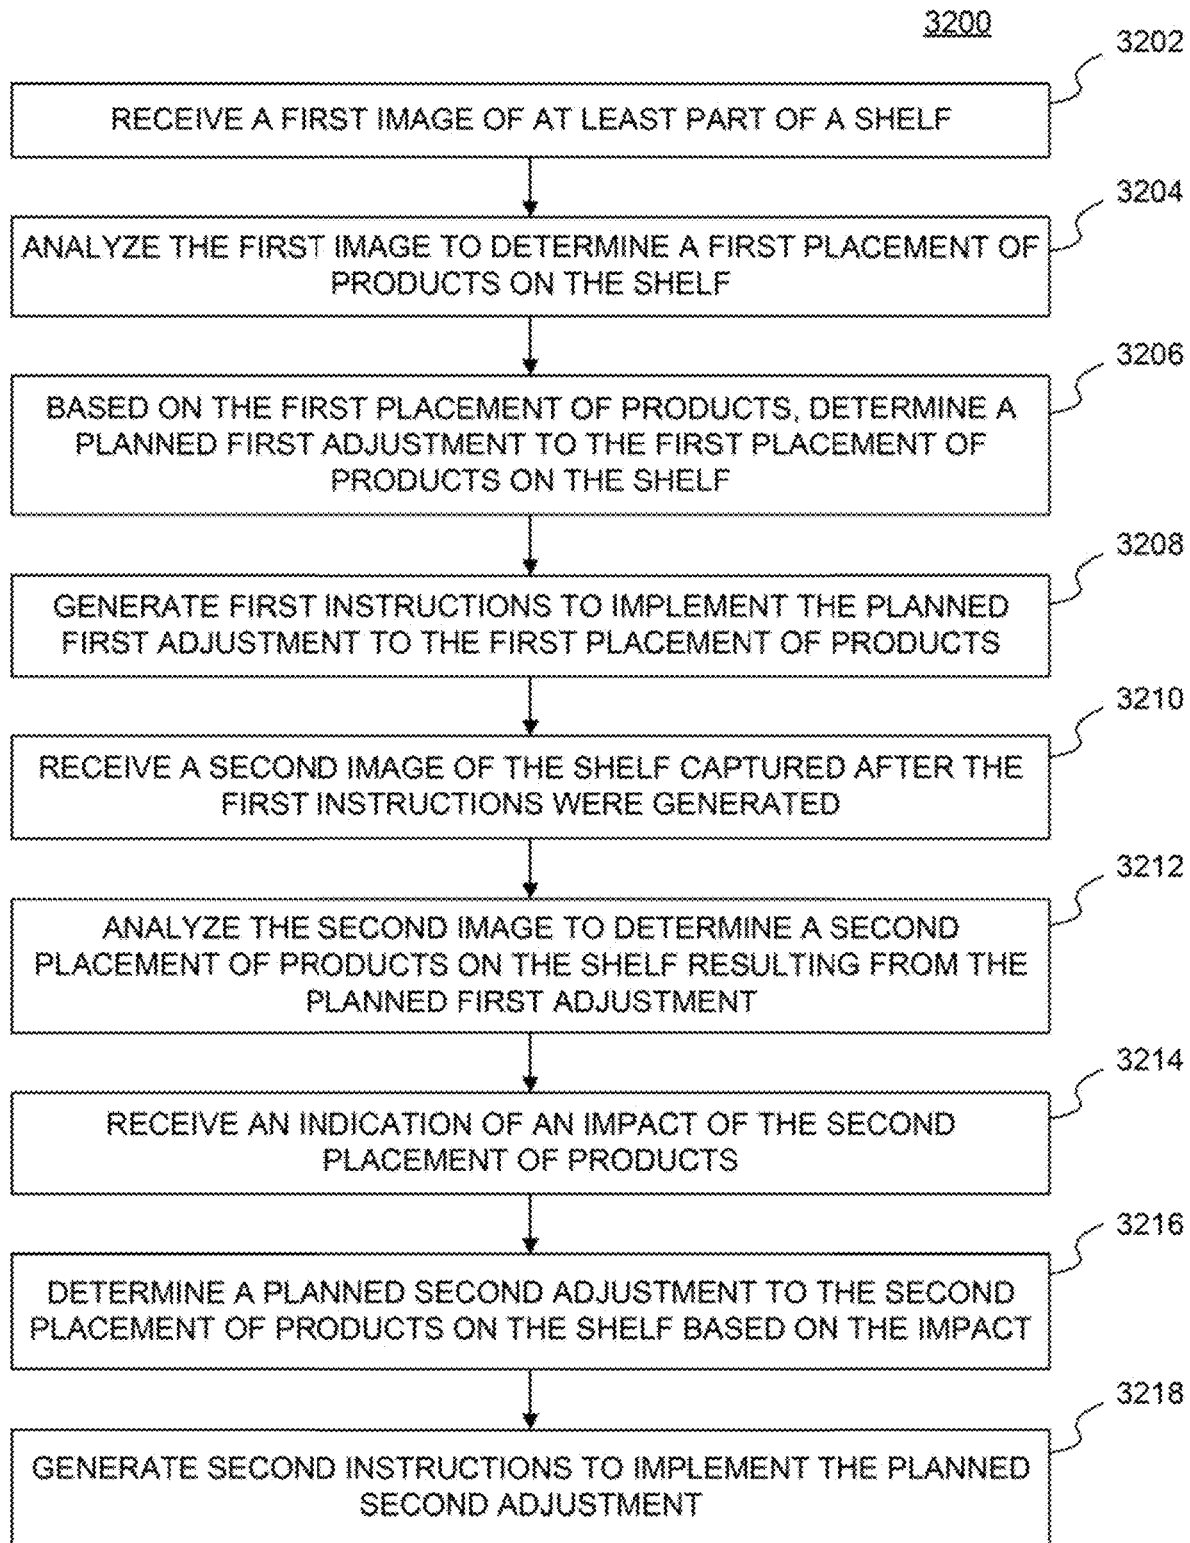 3200
3202
RECEIVE A FIRST IMAGE OF AT LEAST PART OF A SHELF
3204
ANALYZE THE FIRST IMAGE TO DETERMINE A FIRST PLACEMENT OF
PRODUCTS ON THE SHELF
3206
BASED ON THE FIRST PLACEMENT OF PRODUCTS, DETERMINE A
PLANNED FIRST ADJUSTMENT TO THE FIRST PLACEMENT OF
PRODUCTS ON THE SHELF
3208
GENERATE FIRST INSTRUCTIONS TO IMPLEMENT THE PLANNED
FIRST ADJUSTMENT TO THE FIRST PLACEMENT OF PRODUCTS
3210
RECEIVE A SECOND IMAGE OF THE SHELF CAPTURED AFTER THE
FIRST INSTRUCTIONS WERE GENERATED
3212
ANALYZE THE SECOND IMAGE TO DETERMINE A SECOND
PLACEMENT OF PRODUCTS ON THE SHELF RESULTING FROM THE
PLANNED FIRST ADJUSTMENT
3214
RECEIVE AN INDICATION OF AN IMPACT OF THE SECOND
PLACEMENT OF PRODUCTS
3216
DETERMINE A PLANNED SECOND ADJUSTMENT TO THE SECOND
PLACEMENT OF PRODUCTS ON THE SHELF BASED ON THE IMPACT
3218
GENERATE SECOND INSTRUCTIONS TO IMPLEMENT THE PLANNED
SECOND ADJUSTMENT